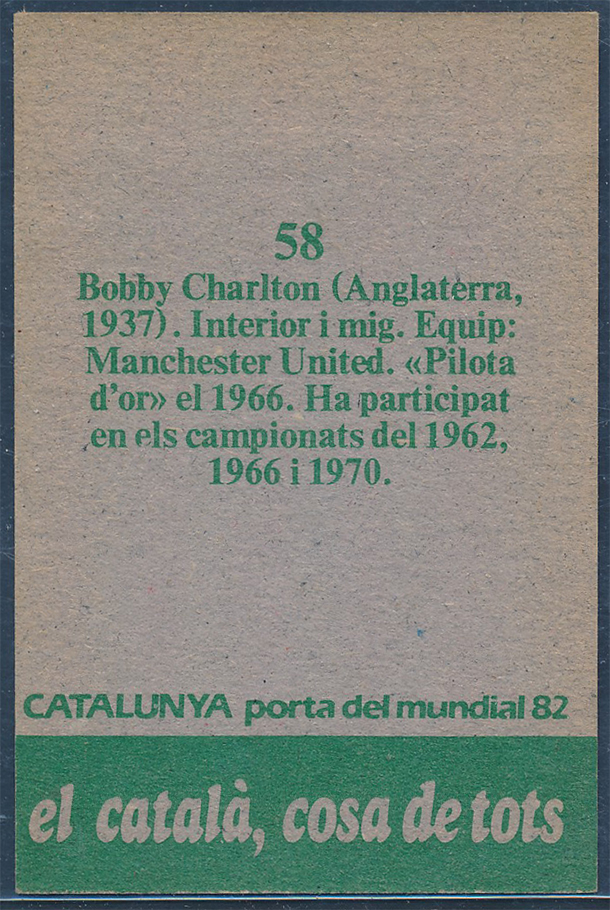 58
Bobby Charlton (Anglaterra,
1937). Interior i mig. Equip:
Manchester United. «Pilota
d'or» el 1966. Ha participat
en els campionats del 1962,
1966 i 1970.
CATALUNYA porta del mundial 82
el català, cosa de tots